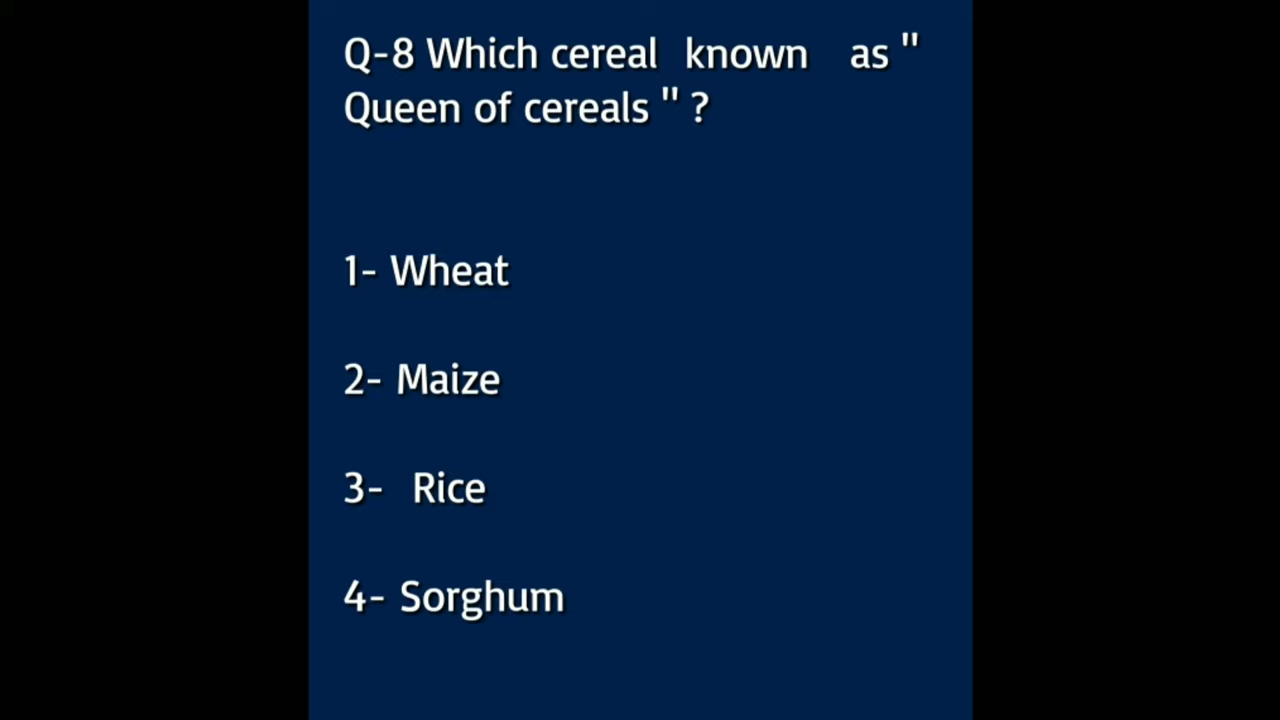 Q-8 Which cereal known as "
Queen of cereals " ?
1- Wheat
2- Maize
3- Rice
4- Sorghum